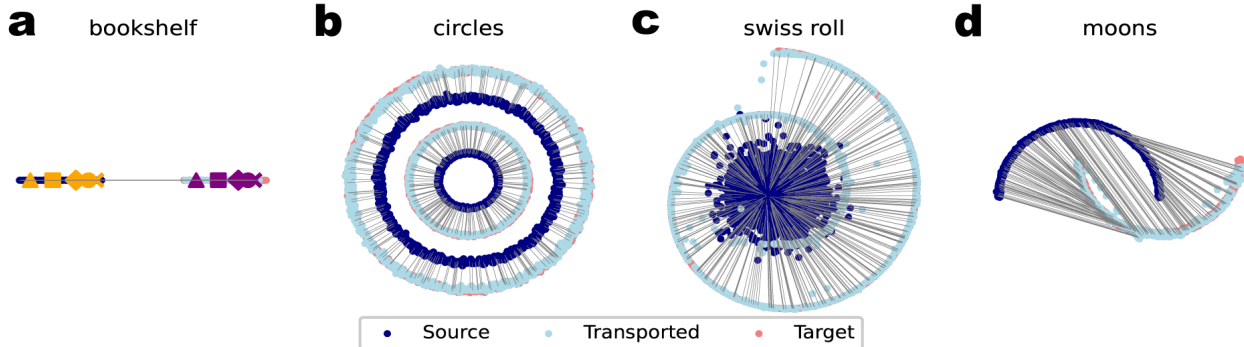 a bookshelf b circles c swiss roll d moons
Source Transported Target